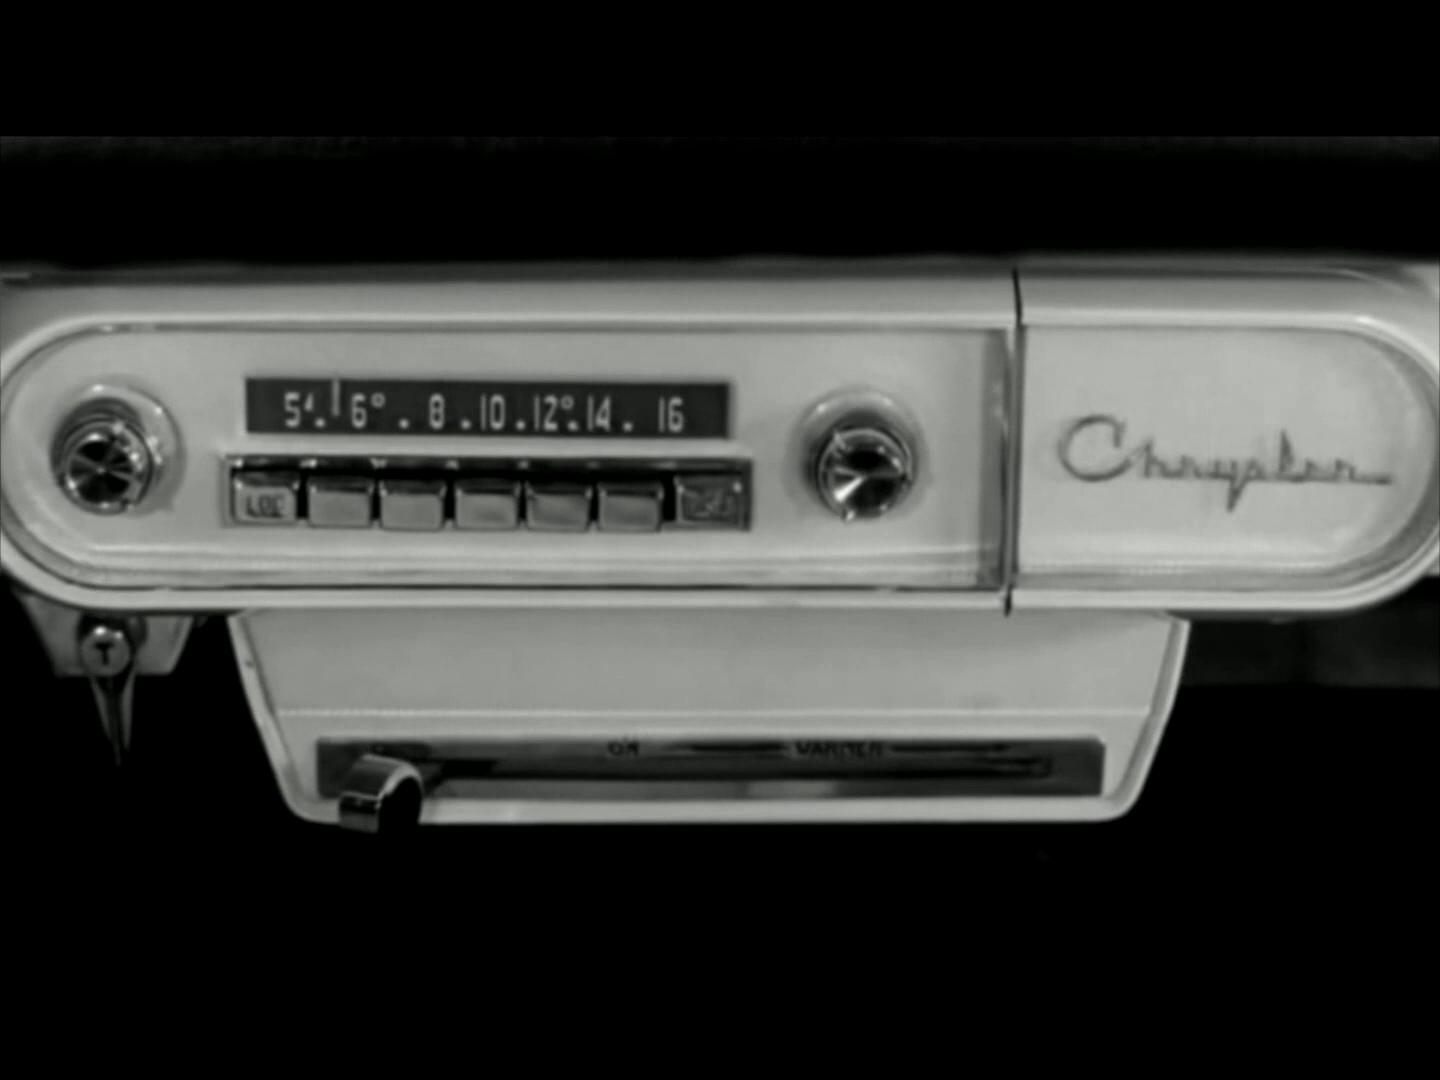 5⁴. 6° . 8 . 10 . 12° . 14 . 16
Chrysler
LOC
T
ON WARMER